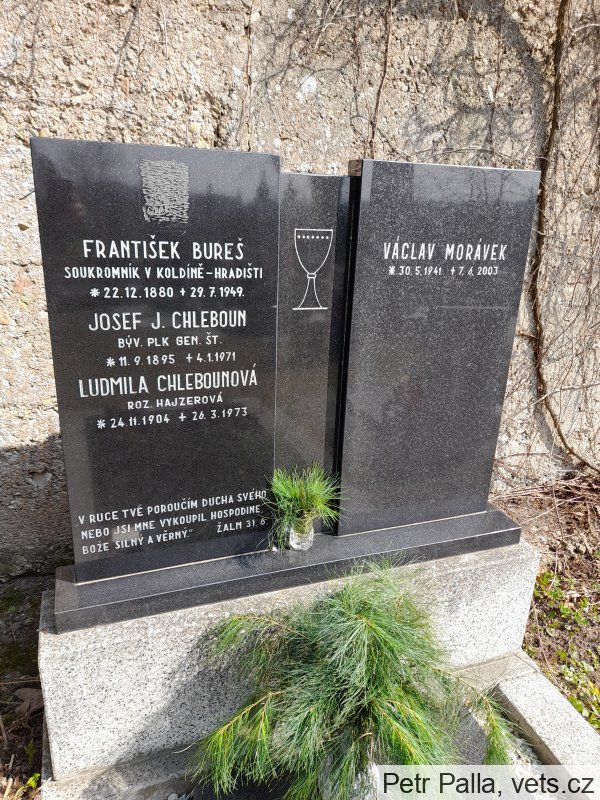 FRANTIŠEK BUREŠ
SOUKROMNÍK V KOLDÍNĚ-HRADIŠTI
* 22.12.1880 + 29.7.1949.
JOSEF J. CHLEBOUN
BÝV. PLK GEN. ŠT.
* 11.9.1895 + 4.1.1971
LUDMILA CHLEBOUNOVÁ
ROZ. HAJZEROVÁ
* 24.11.1904 + 26.3.1973
V RUCE TVÉ POROUČÍM DUCHA SVÉHO
NEBO JSI MNE VYKOUPIL HOSPODINE
BOŽE SILNÝ A VĚRNÝ.“ ŽALM 31,6
VÁCLAV MORÁVEK
* 30.5.1941 + 7.6.2003
Petr Palla, vets.cz